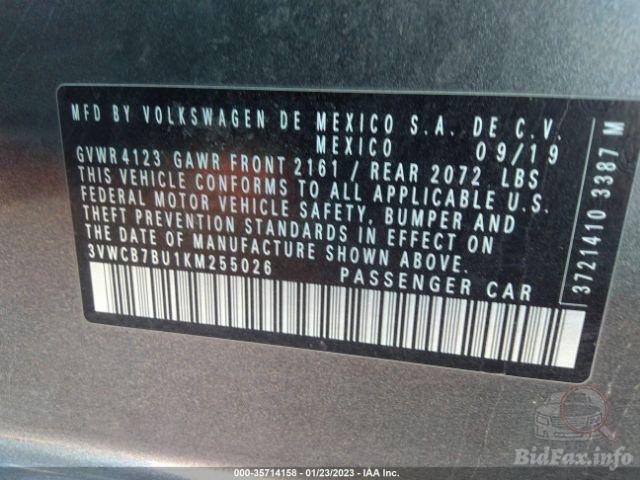 MFD BY VOLKSWAGEN DE MEXICO S.A. DE C.V.
MEXICO 09/19
GVWR 4123 GAWR FRONT 2161 / REAR 2072 LBS
THIS VEHICLE CONFORMS TO ALL APPLICABLE U.S.
FEDERAL MOTOR VEHICLE SAFETY, BUMPER AND
THEFT PREVENTION STANDARDS IN EFFECT ON
THE DATE OF MANUFACTURE SHOWN ABOVE.
3VWCB7BU1KM255026 PASSENGER CAR
3721410 3387 M
BidFax.info
000-35714158 - 01/23/2023 - IAA Inc.